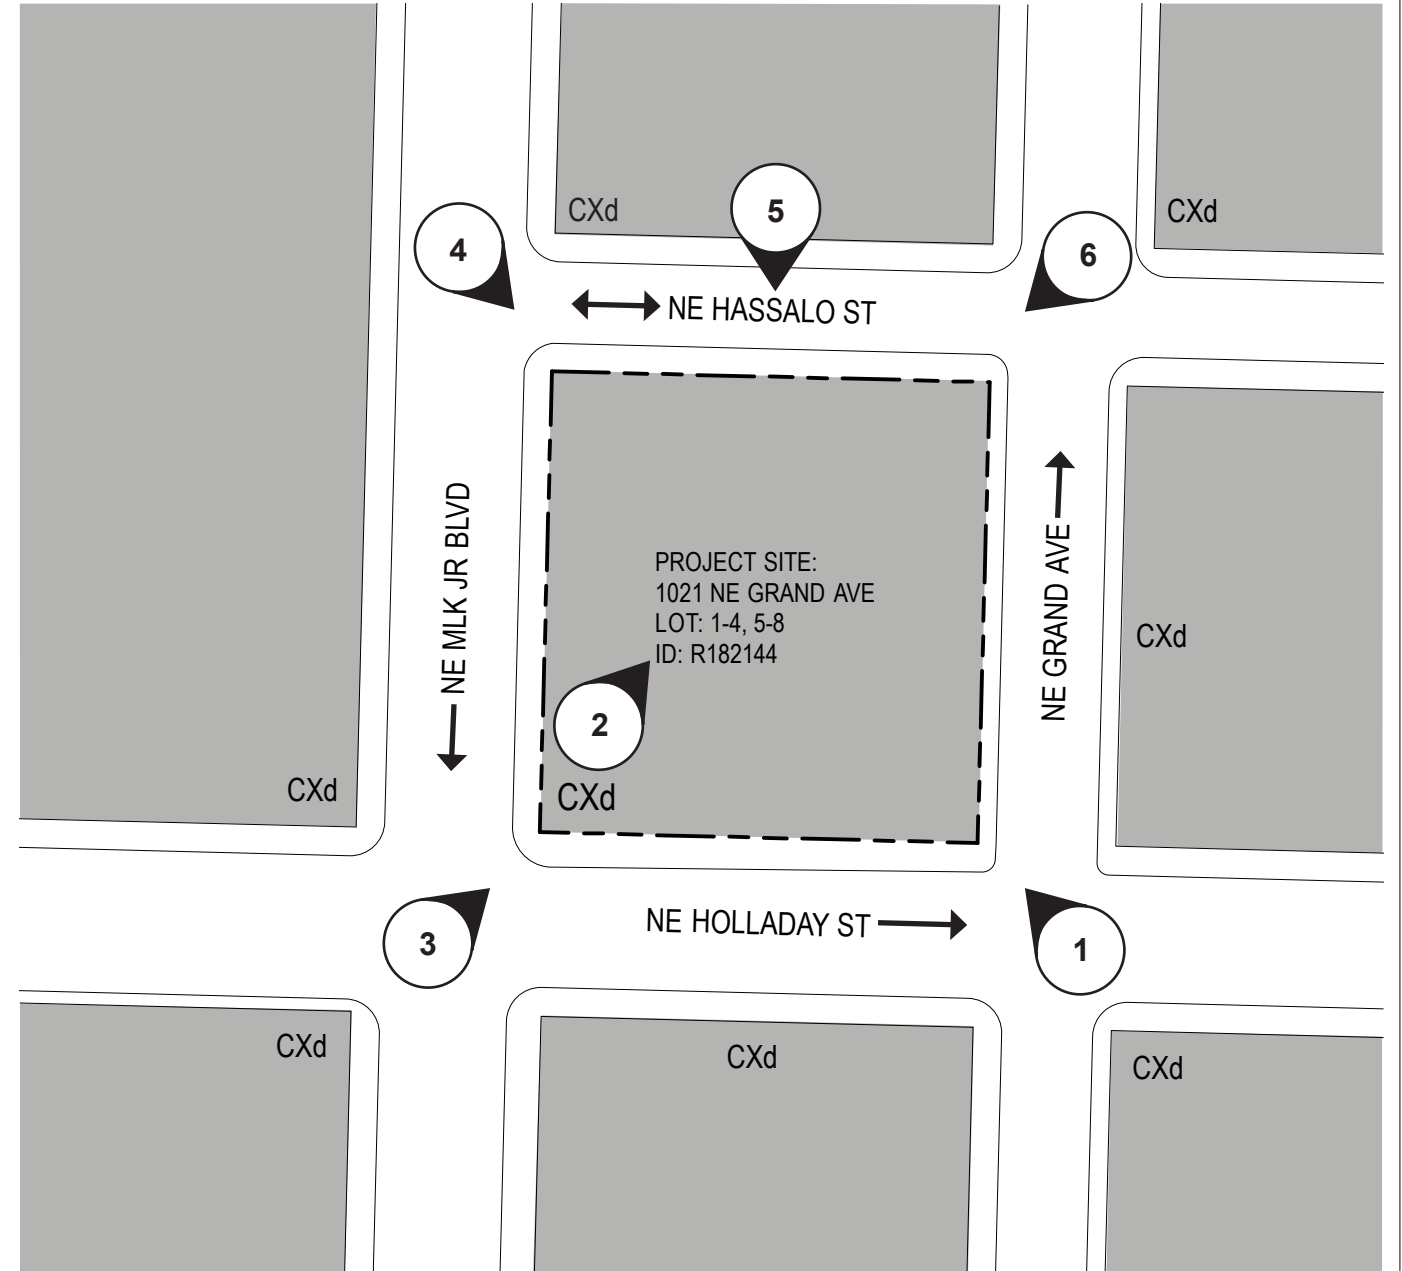 CXd
5
CXd
4
6
NE HASSALO ST
NE MLK JR BLVD
PROJECT SITE:
1021 NE GRAND AVE
LOT: 1-4, 5-8
ID: R182144
NE GRAND AVE
CXd
2
CXd
CXd
3
NE HOLLADAY ST
1
CXd
CXd
CXd